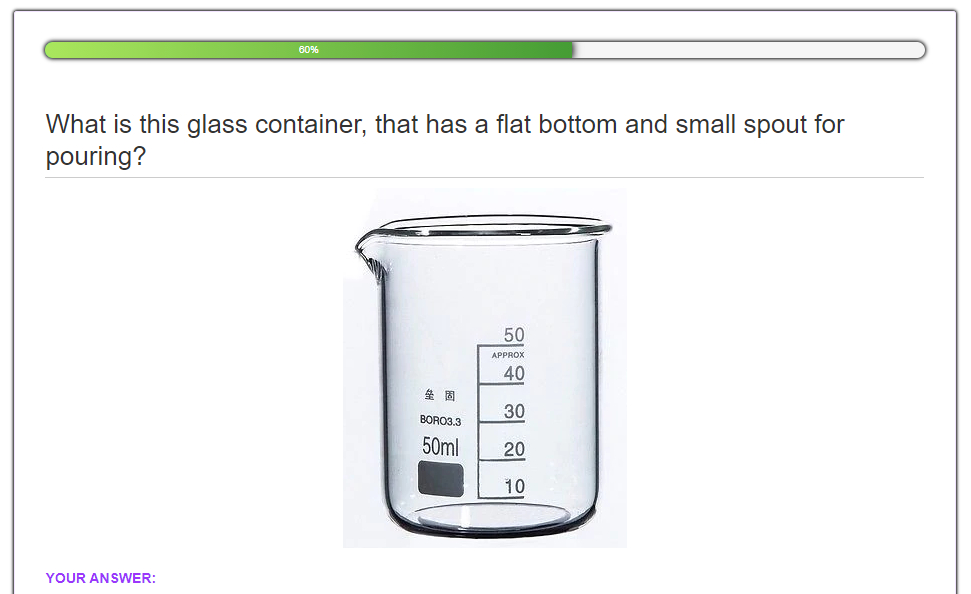 60%
What is this glass container, that has a flat bottom and small spout for
pouring?
50
APPROX
40
垒 固
30
BORO3.3
50ml
20
10
YOUR ANSWER: